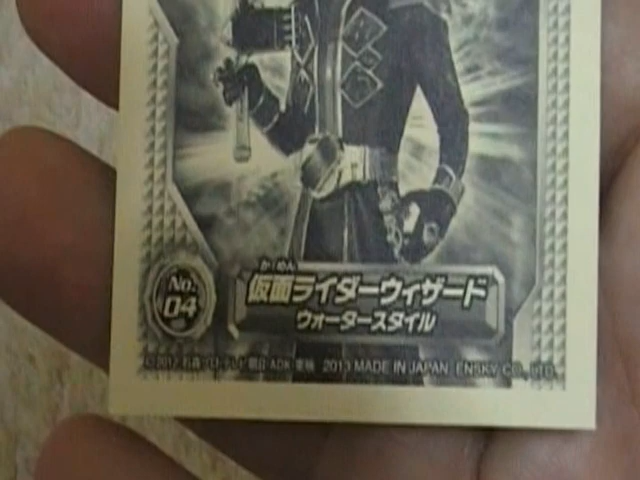 No.
04
かめん
仮面ライダーウィザード
ウォータースタイル
© 2012 石森プロ・テレビ朝日・ADK・東映 2013 MADE IN JAPAN ENSKY CO., LTD.